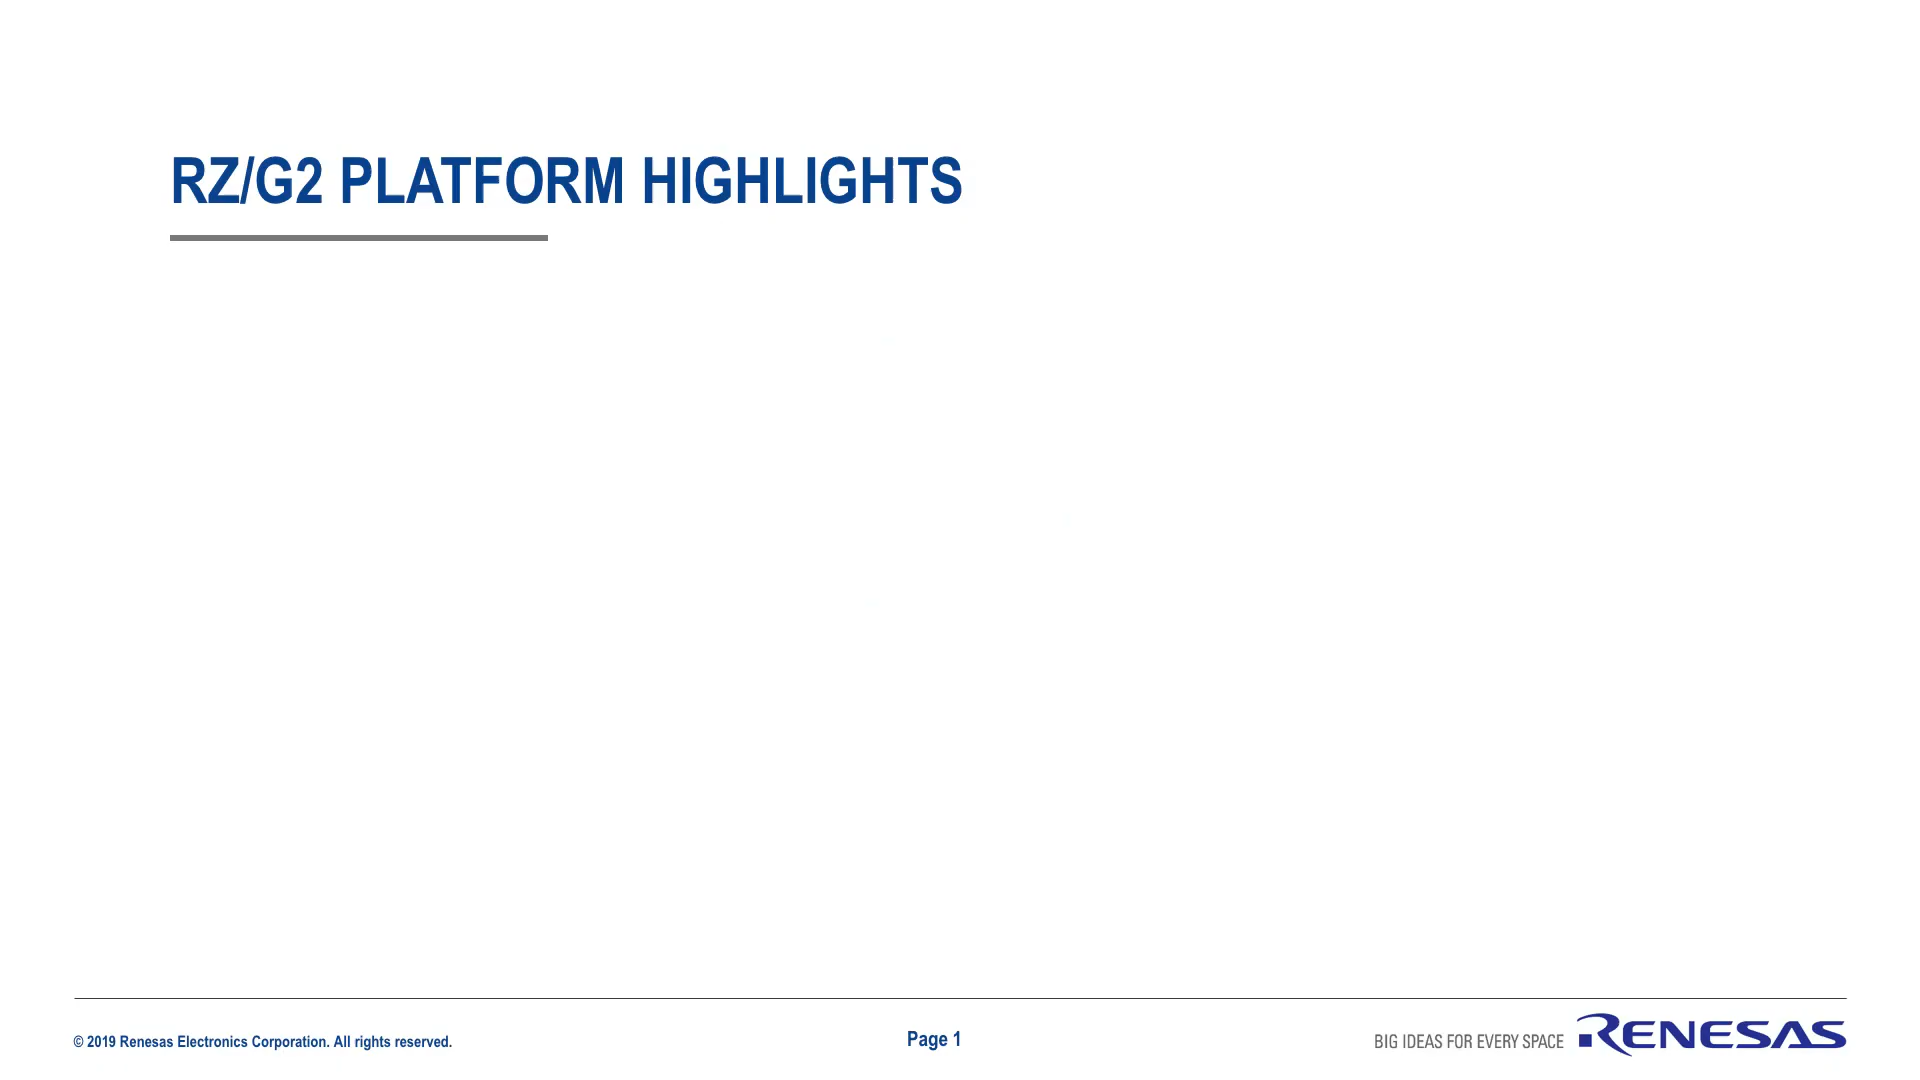 RZ/G2 PLATFORM HIGHLIGHTS
© 2019 Renesas Electronics Corporation. All rights reserved.
Page 1
BIG IDEAS FOR EVERY SPACE
RENESAS